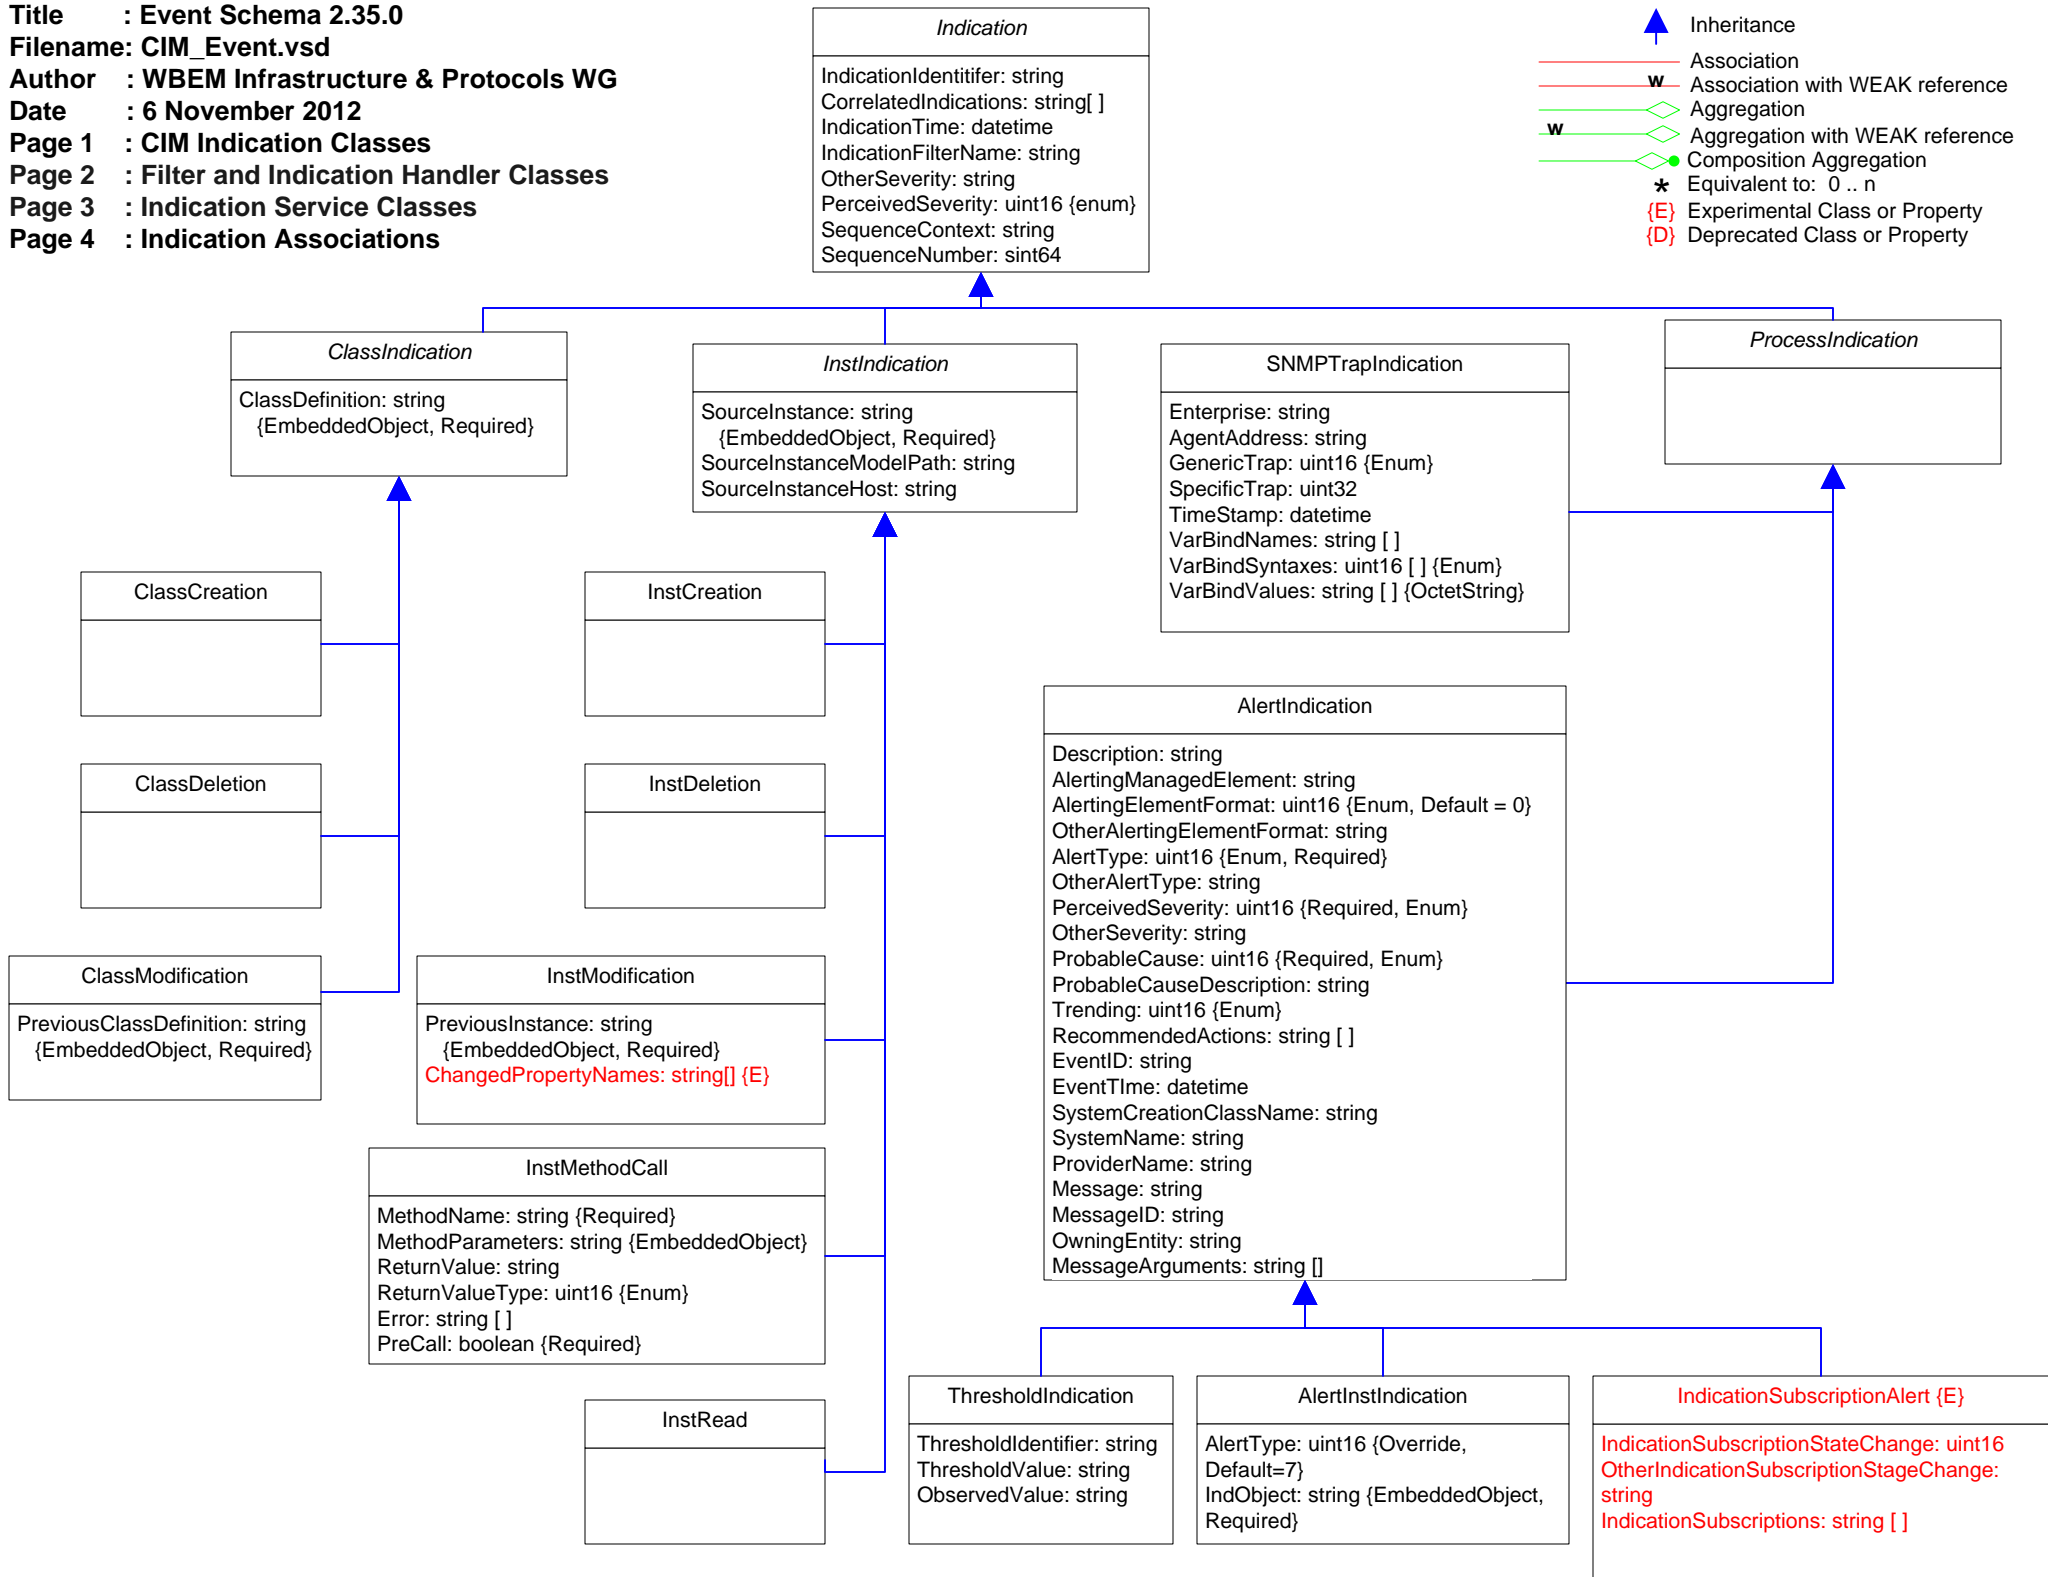 Title : Event Schema 2.35.0
Filename: CIM_Event.vsd
Author : WBEM Infrastructure & Protocols WG
Date : 6 November 2012
Page 1 : CIM Indication Classes
Page 2 : Filter and Indication Handler Classes
Page 3 : Indication Service Classes
Page 4 : Indication Associations
Indication
IndicationIdentitifer: string
CorrelatedIndications: string[ ]
IndicationTime: datetime
IndicationFilterName: string
OtherSeverity: string
PerceivedSeverity: uint16 {enum}
SequenceContext: string
SequenceNumber: sint64
Inheritance
Association
w Association with WEAK reference
Aggregation
w Aggregation with WEAK reference
Composition Aggregation
* Equivalent to: 0 .. n
{E} Experimental Class or Property
{D} Deprecated Class or Property
ClassIndication
ClassDefinition: string
{EmbeddedObject, Required}
InstIndication
SourceInstance: string
{EmbeddedObject, Required}
SourceInstanceModelPath: string
SourceInstanceHost: string
SNMPTrapIndication
Enterprise: string
AgentAddress: string
GenericTrap: uint16 {Enum}
SpecificTrap: uint32
TimeStamp: datetime
VarBindNames: string [ ]
VarBindSyntaxes: uint16 [ ] {Enum}
VarBindValues: string [ ] {OctetString}
ProcessIndication
ClassCreation
InstCreation
ClassDeletion
InstDeletion
ClassModification
PreviousClassDefinition: string
{EmbeddedObject, Required}
InstModification
PreviousInstance: string
{EmbeddedObject, Required}
ChangedPropertyNames: string[] {E}
InstMethodCall
MethodName: string {Required}
MethodParameters: string {EmbeddedObject}
ReturnValue: string
ReturnValueType: uint16 {Enum}
Error: string [ ]
PreCall: boolean {Required}
InstRead
AlertIndication
Description: string
AlertingManagedElement: string
AlertingElementFormat: uint16 {Enum, Default = 0}
OtherAlertingElementFormat: string
AlertType: uint16 {Enum, Required}
OtherAlertType: string
PerceivedSeverity: uint16 {Required, Enum}
OtherSeverity: string
ProbableCause: uint16 {Required, Enum}
ProbableCauseDescription: string
Trending: uint16 {Enum}
RecommendedActions: string [ ]
EventID: string
EventTIme: datetime
SystemCreationClassName: string
SystemName: string
ProviderName: string
Message: string
MessageID: string
OwningEntity: string
MessageArguments: string []
ThresholdIndication
ThresholdIdentifier: string
ThresholdValue: string
ObservedValue: string
AlertInstIndication
AlertType: uint16 {Override,
Default=7}
IndObject: string {EmbeddedObject,
Required}
IndicationSubscriptionAlert {E}
IndicationSubscriptionStateChange: uint16
OtherIndicationSubscriptionStageChange:
string
IndicationSubscriptions: string [ ]